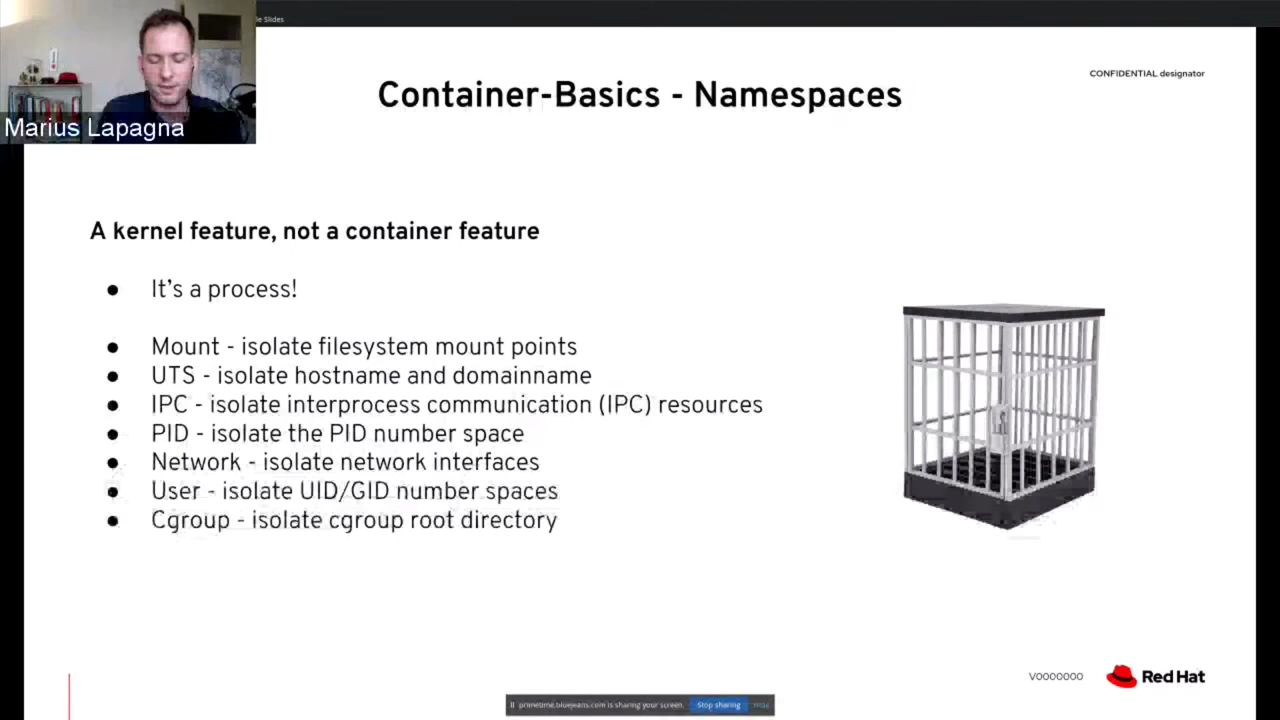 le Slides
Marius Lapagna
CONFIDENTIAL designator
Container-Basics - Namespaces
A kernel feature, not a container feature
● It's a process!
● Mount - isolate filesystem mount points
● UTS - isolate hostname and domainname
● IPC - isolate interprocess communication (IPC) resources
● PID - isolate the PID number space
● Network - isolate network interfaces
● User - isolate UID/GID number spaces
● Cgroup - isolate cgroup root directory
V0000000
Red Hat
primetime.bluejeans.com is sharing your screen.
Stop sharing